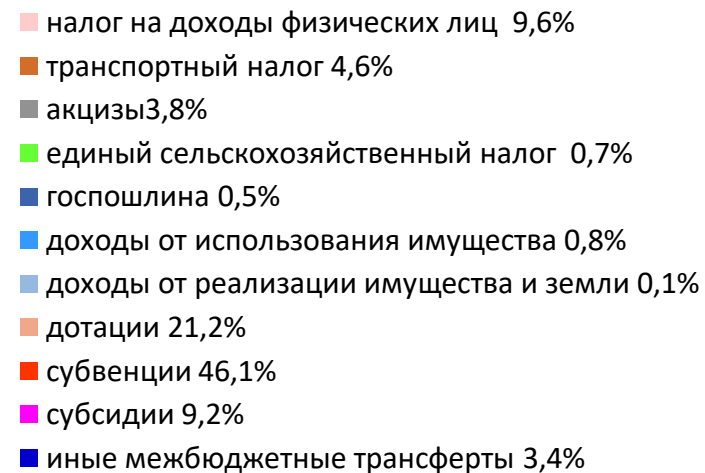 налог на доходы физических лиц 9,6%
транспортный налог 4,6%
акцизы3,8%
единый сельскохозяйственный налог 0,7%
госпошлина 0,5%
доходы от использования имущества 0,8%
доходы от реализации имущества и земли 0,1%
дотации 21,2%
субвенции 46,1%
субсидии 9,2%
иные межбюджетные трансферты 3,4%